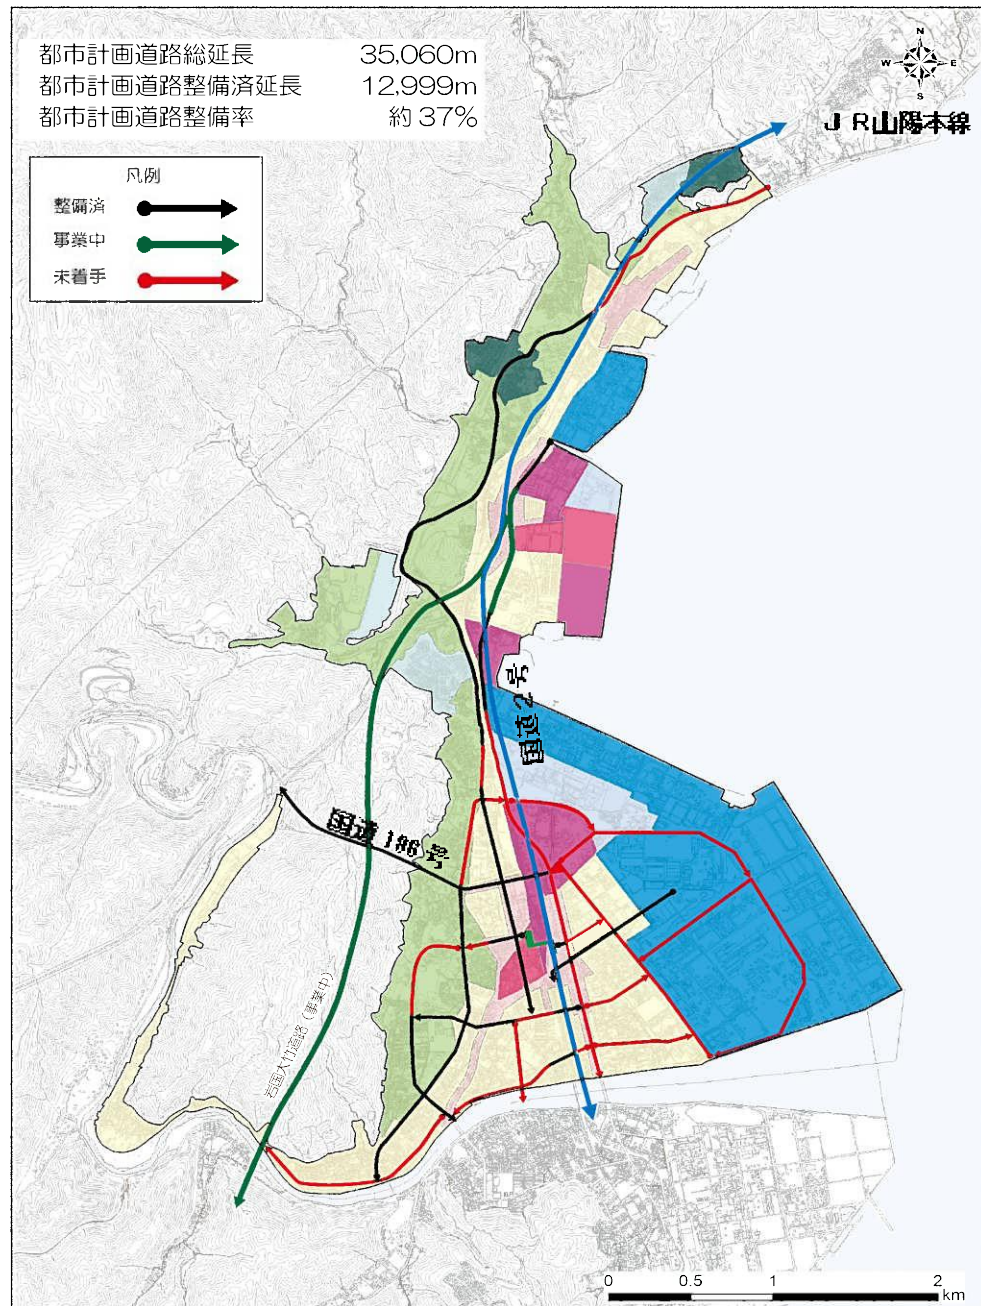 都市計画道路総延長 35,060m
都市計画道路整備済延長 12,999m
都市計画道路整備率 約37%
N
W E
S
JR山陽本線
凡例
整備済
事業中
未着手
国道2号
国道186号
岩国大竹道路(事業中)
0 0.5 1 2
km